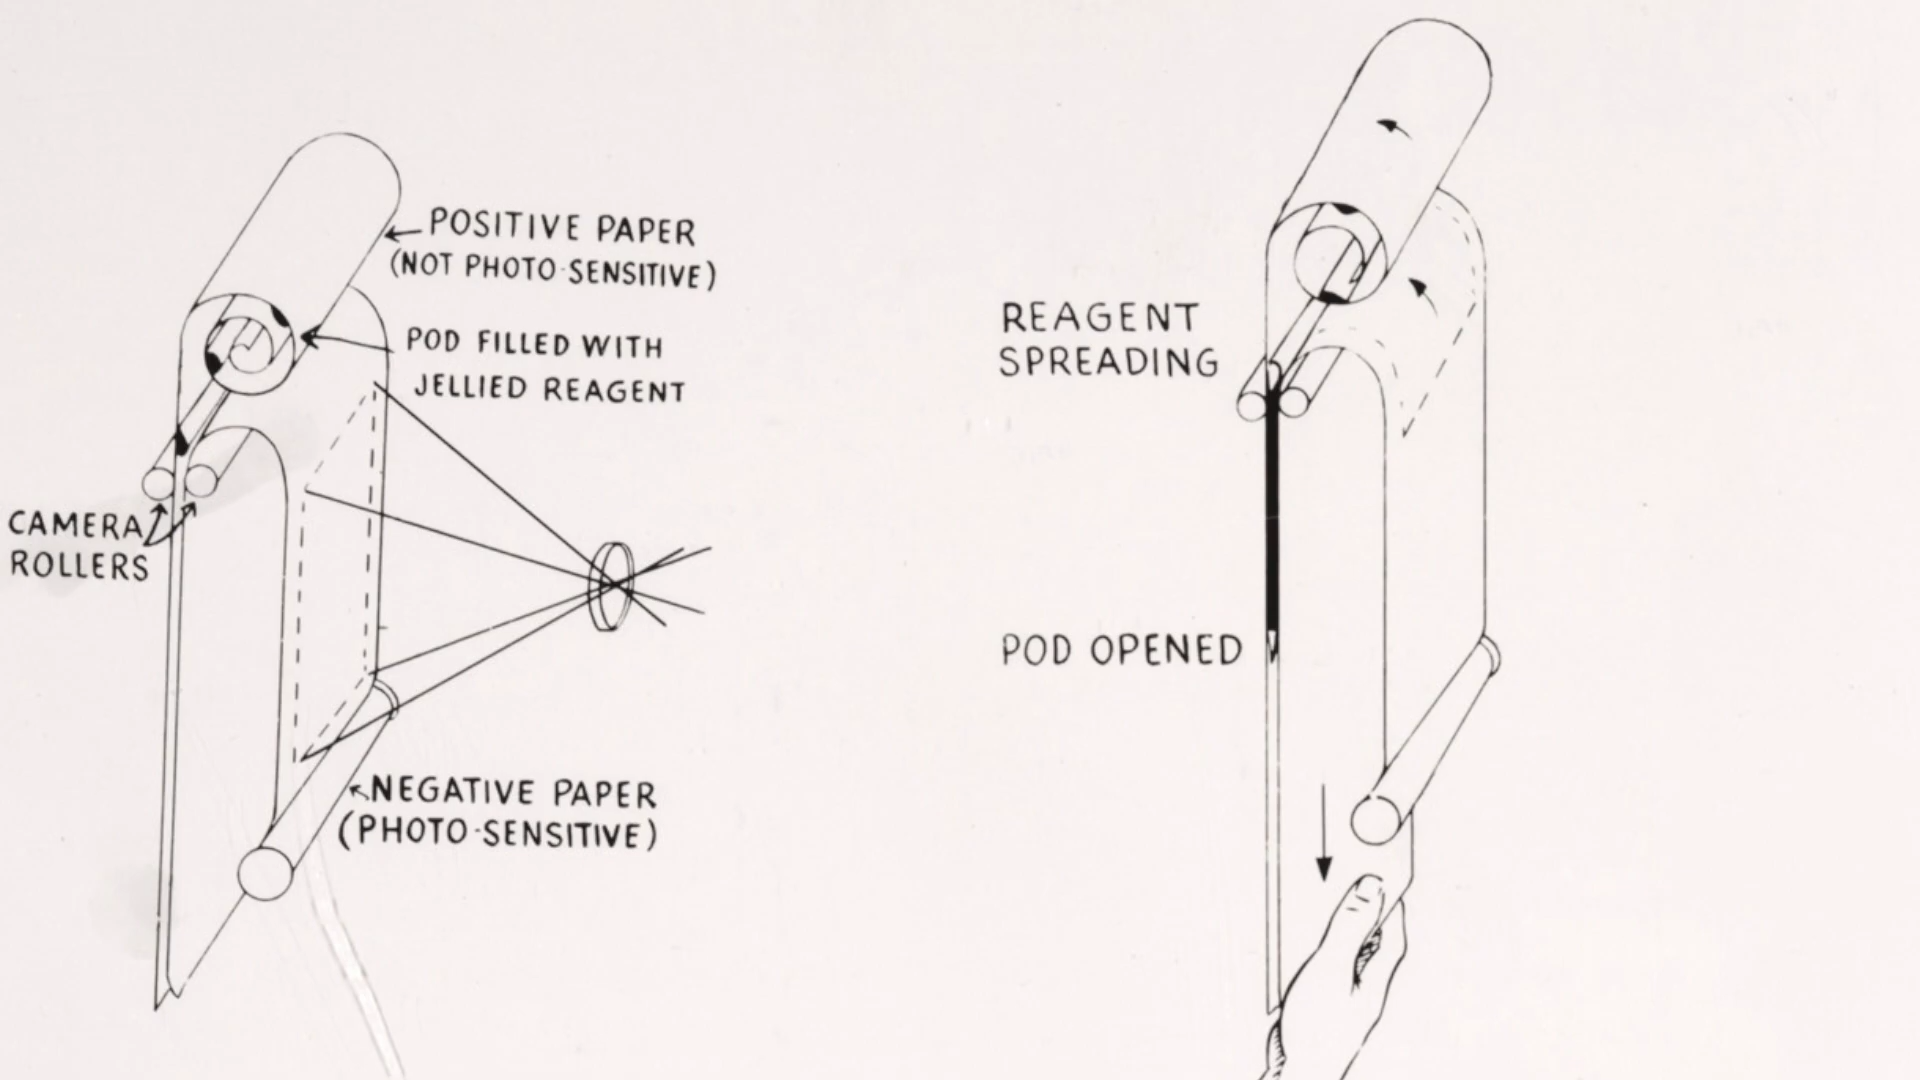 POSITIVE PAPER
(NOT PHOTO-SENSITIVE)
POD FILLED WITH
JELLIED REAGENT
CAMERA
ROLLERS
NEGATIVE PAPER
(PHOTO-SENSITIVE)
REAGENT
SPREADING
POD OPENED